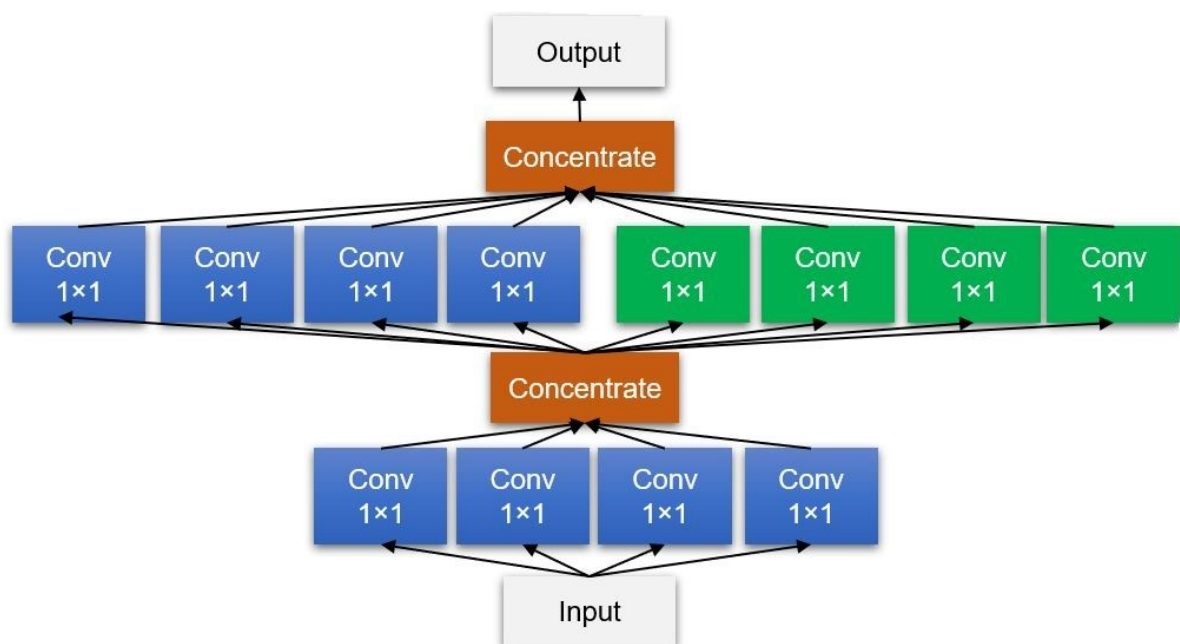 Output
Concentrate
Conv Conv Conv Conv Conv Conv Conv Conv
1×1 1×1 1×1 1×1 1×1 1×1 1×1 1×1
Concentrate
Conv Conv Conv Conv
1×1 1×1 1×1 1×1
Input